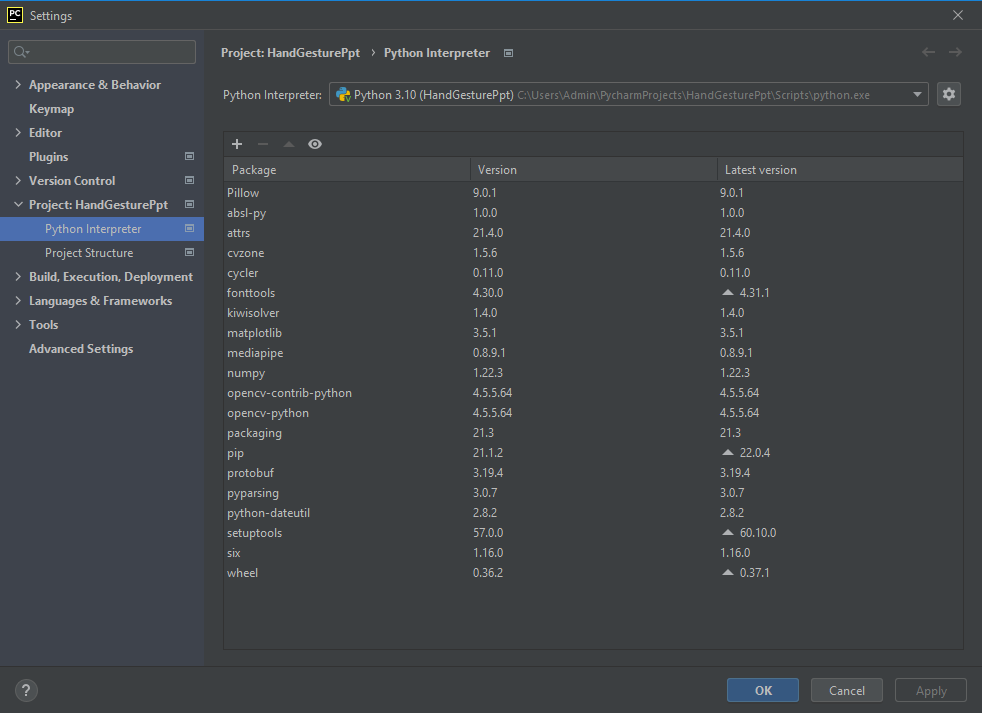 PC Settings
Project: HandGesturePpt › Python Interpreter
Appearance & Behavior
Keymap
Editor
Plugins
Version Control
Project: HandGesturePpt
Python Interpreter
Project Structure
Build, Execution, Deployment
Languages & Frameworks
Tools
Advanced Settings
Python Interpreter: Python 3.10 (HandGesturePpt) C:\Users\Admin\PycharmProjects\HandGesturePpt\Scripts\python.exe
Package Version Latest version
Pillow 9.0.1 9.0.1
absl-py 1.0.0 1.0.0
attrs 21.4.0 21.4.0
cvzone 1.5.6 1.5.6
cycler 0.11.0 0.11.0
fonttools 4.30.0 4.31.1
kiwisolver 1.4.0 1.4.0
matplotlib 3.5.1 3.5.1
mediapipe 0.8.9.1 0.8.9.1
numpy 1.22.3 1.22.3
opencv-contrib-python 4.5.5.64 4.5.5.64
opencv-python 4.5.5.64 4.5.5.64
packaging 21.3 21.3
pip 21.1.2 22.0.4
protobuf 3.19.4 3.19.4
pyparsing 3.0.7 3.0.7
python-dateutil 2.8.2 2.8.2
setuptools 57.0.0 60.10.0
six 1.16.0 1.16.0
wheel 0.36.2 0.37.1
? OK Cancel Apply